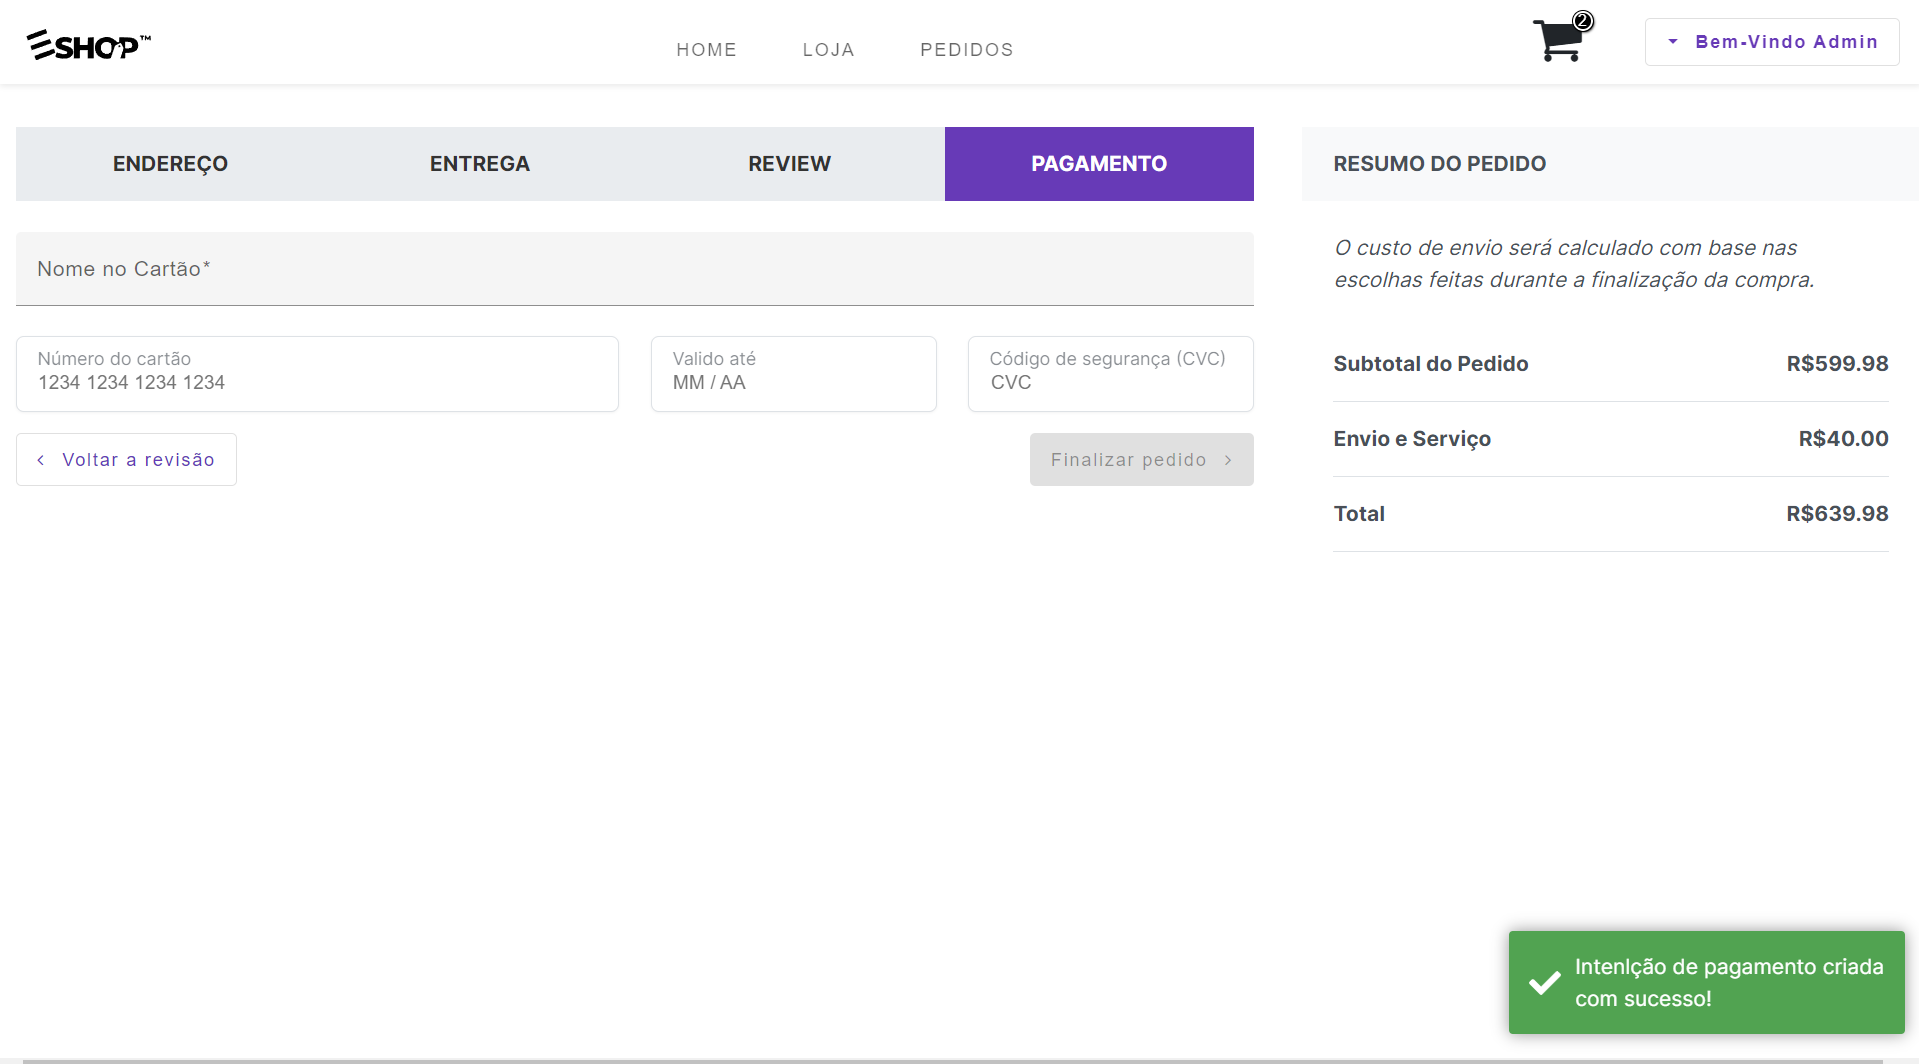 ESHOP™
HOME
LOJA
PEDIDOS
2
Bem-Vindo Admin
ENDEREÇO
ENTREGA
REVIEW
PAGAMENTO
Nome no Cartão*
Número do cartão
1234 1234 1234 1234
Valido até
MM / AA
Código de segurança (CVC)
CVC
Voltar a revisão
Finalizar pedido
RESUMO DO PEDIDO
O custo de envio será calculado com base nas
escolhas feitas durante a finalização da compra.
Subtotal do Pedido R$599.98
Envio e Serviço R$40.00
Total R$639.98
Intenlção de pagamento criada
com sucesso!